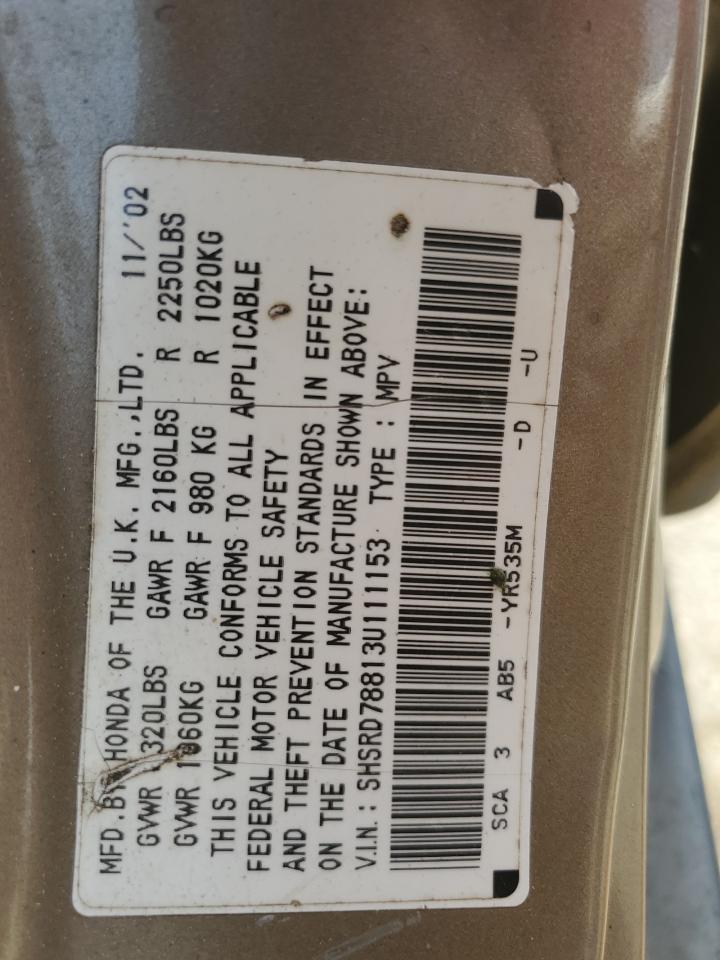 MFD. BY HONDA OF THE U.K. MFG.,LTD. 11/'02
GVWR 320LBS GAWR F 2160LBS R 2250LBS
GVWR 1960KG GAWR F 980 KG R 1020KG
THIS VEHICLE CONFORMS TO ALL APPLICABLE
FEDERAL MOTOR VEHICLE SAFETY
AND THEFT PREVENTION STANDARDS IN EFFECT
ON THE DATE OF MANUFACTURE SHOWN ABOVE:
V.I.N.: SHSRD78813U111153 TYPE : MPV
SCA 3 AB5 -YR535M -D -U